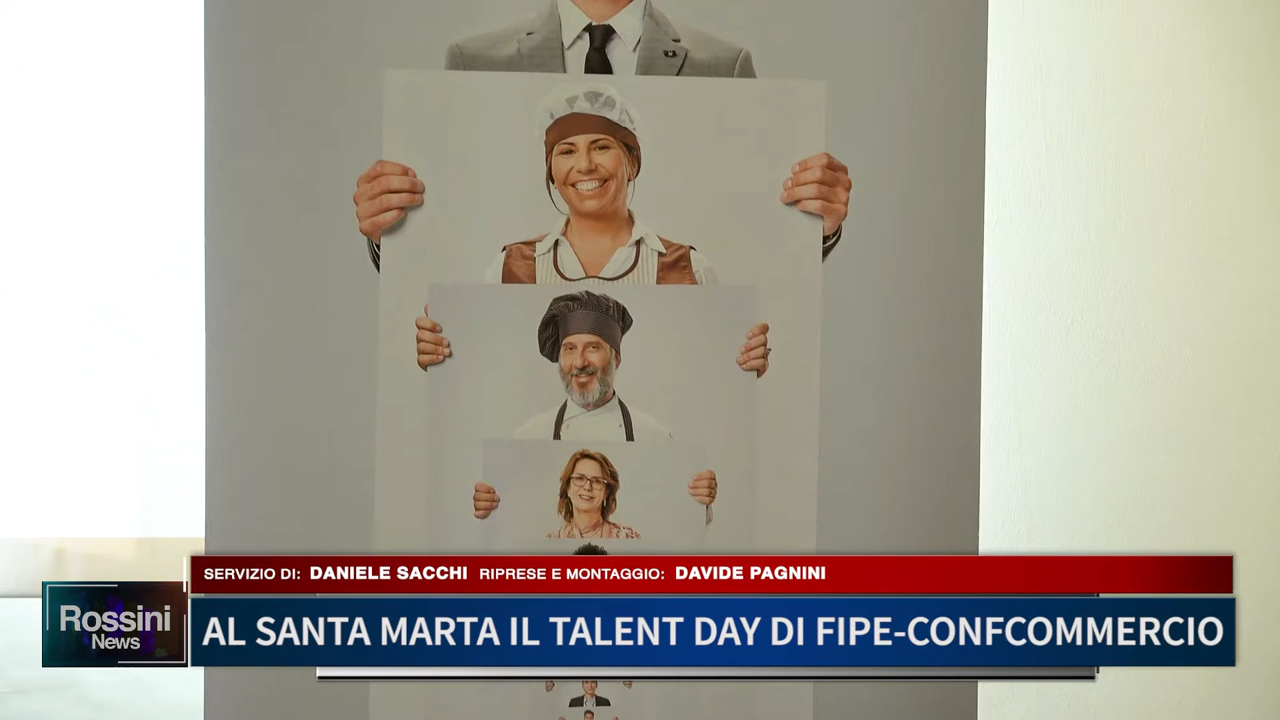 SERVIZIO DI: DANIELE SACCHI RIPRESE E MONTAGGIO: DAVIDE PAGNINI
Rossini
News
AL SANTA MARTA IL TALENT DAY DI FIPE-CONFCOMMERCIO